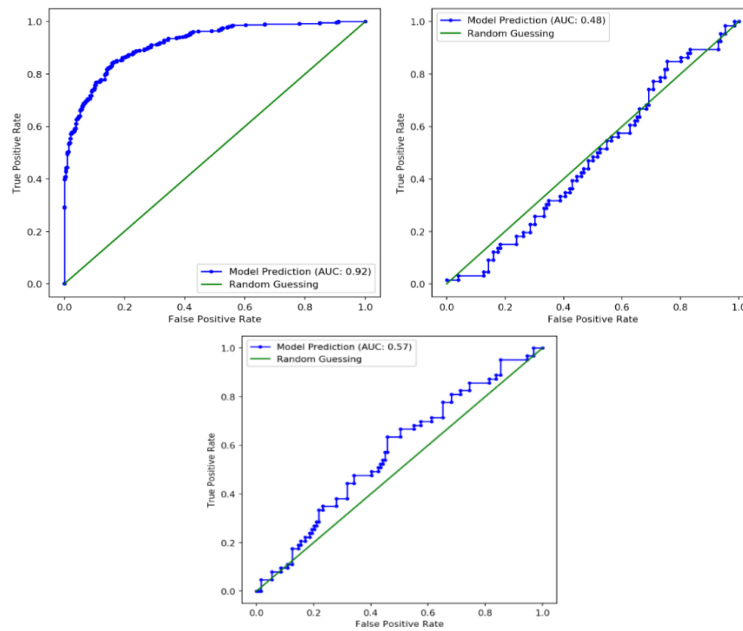 1.0
0.8
0.6
0.4
0.2
0.0
True Positive Rate
Model Prediction (AUC: 0.92)
Random Guessing
0.0 0.2 0.4 0.6 0.8 1.0
False Positive Rate
Model Prediction (AUC: 0.48)
Random Guessing
1.0
0.8
0.6
0.4
0.2
0.0
True Positive Rate
0.0 0.2 0.4 0.6 0.8 1.0
False Positive Rate
Model Prediction (AUC: 0.57)
Random Guessing
1.0
0.8
0.6
0.4
0.2
0.0
True Positive Rate
0.0 0.2 0.4 0.6 0.8 1.0
False Positive Rate